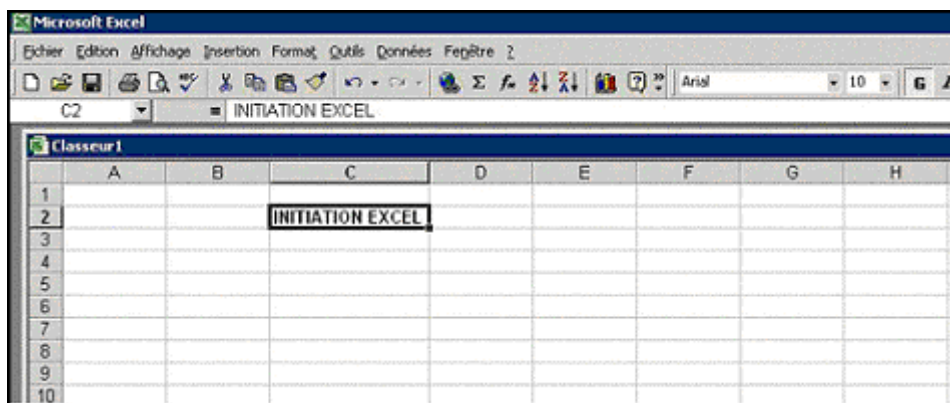 Microsoft Excel
Fichier Edition Affichage Insertion Format Outils Données Fenêtre ?
Arial 10 G
C2 = INITIATION EXCEL
Classeur1
A B C D E F G H
1
2 INITIATION EXCEL
3
4
5
6
7
8
9
10